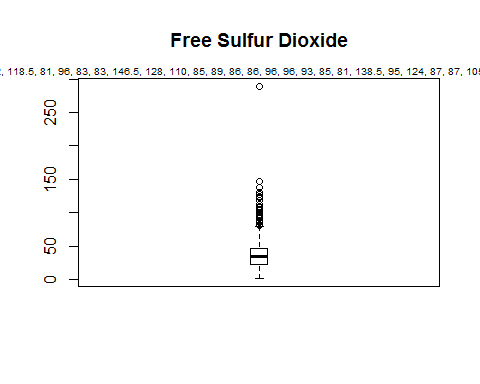 Free Sulfur Dioxide
118.5, 81, 96, 83, 83, 146.5, 128, 110, 85, 89, 86, 86, 96, 96, 93, 85, 81, 138.5, 95, 124, 87, 87,
250
150
50
0